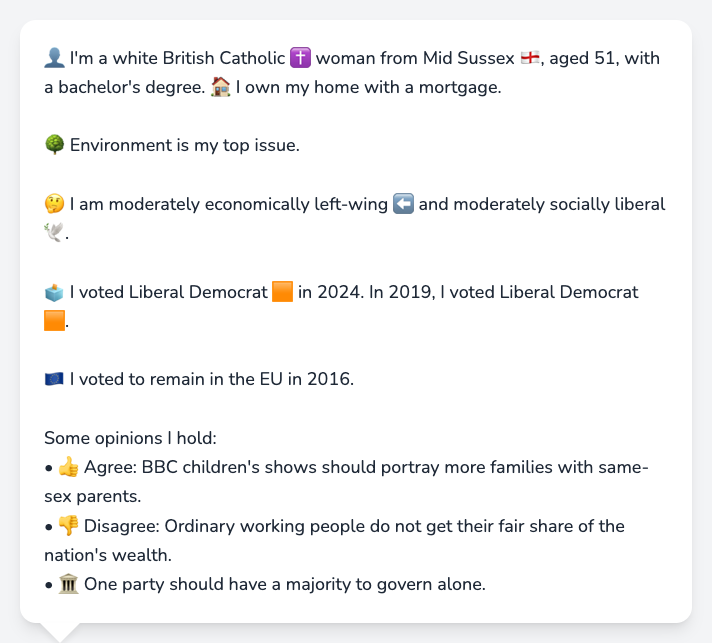 👤 I'm a white British Catholic ✝️ woman from Mid Sussex 🏴󠁧󠁢󠁥󠁮󠁧󠁿, aged 51, with
a bachelor's degree. 🏠 I own my home with a mortgage.
🌳 Environment is my top issue.
🤔 I am moderately economically left-wing ⬅️ and moderately socially liberal
🕊️.
🗳️ I voted Liberal Democrat 🟧 in 2024. In 2019, I voted Liberal Democrat
🟧.
🇪🇺 I voted to remain in the EU in 2016.
Some opinions I hold:
• 👍 Agree: BBC children's shows should portray more families with same-
sex parents.
• 👎 Disagree: Ordinary working people do not get their fair share of the
nation's wealth.
• 🏛️ One party should have a majority to govern alone.